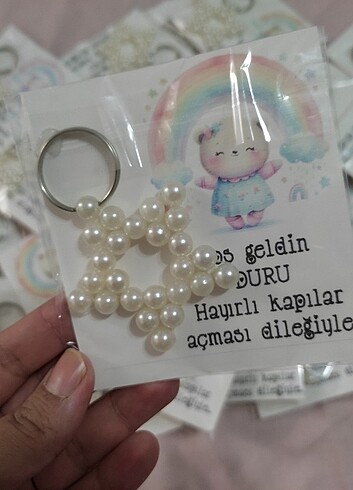 geldin
DURU
Hayırlı kapılar
açması dileğiyle